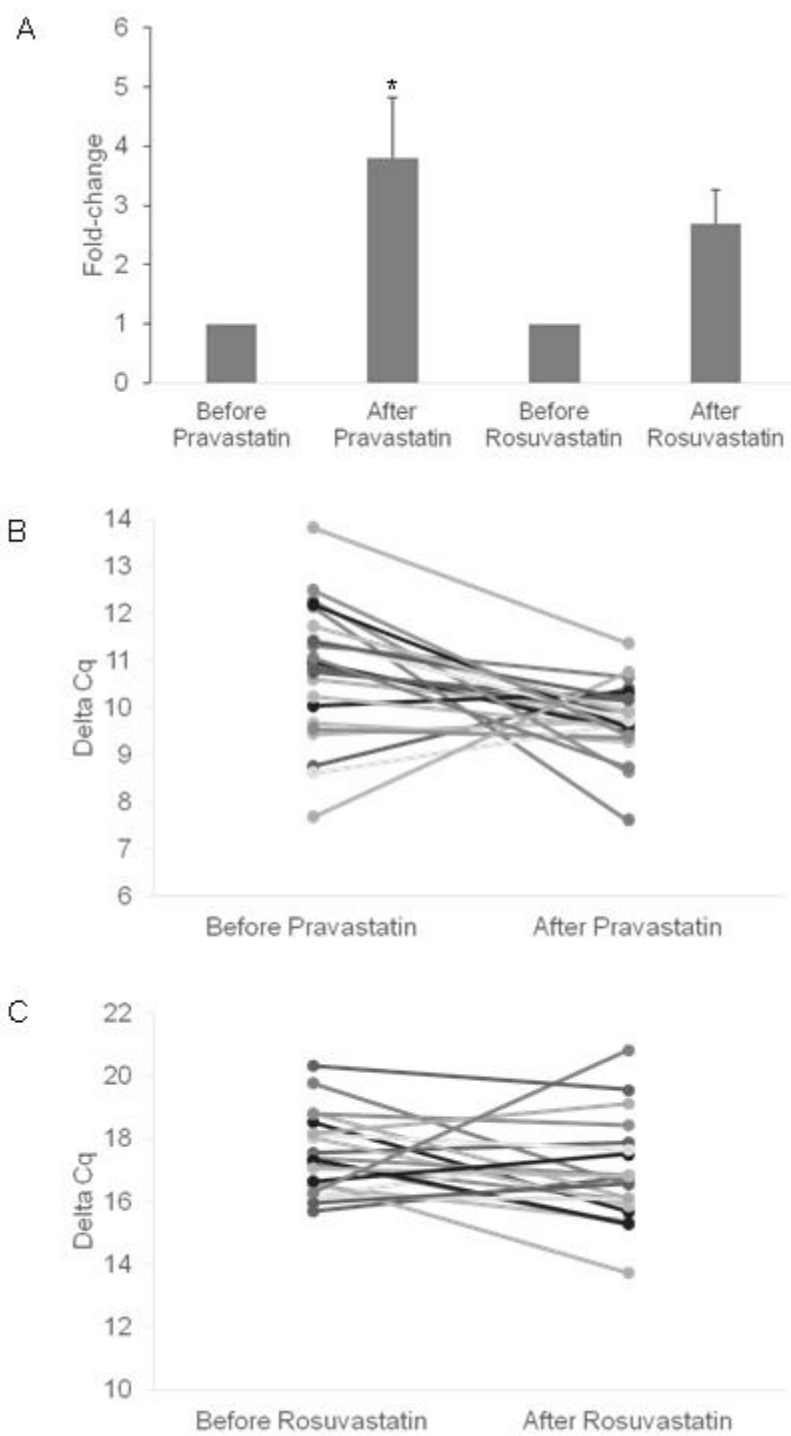 A
6
5
4
3
2
1
0
Fold-change
*
Before
Pravastatin
After
Pravastatin
Before
Rosuvastatin
After
Rosuvastatin
B
14
13
12
11
10
9
8
7
6
Delta Cq
Before Pravastatin
After Pravastatin
C
22
20
18
16
14
12
10
Delta Cq
Before Rosuvastatin
After Rosuvastatin